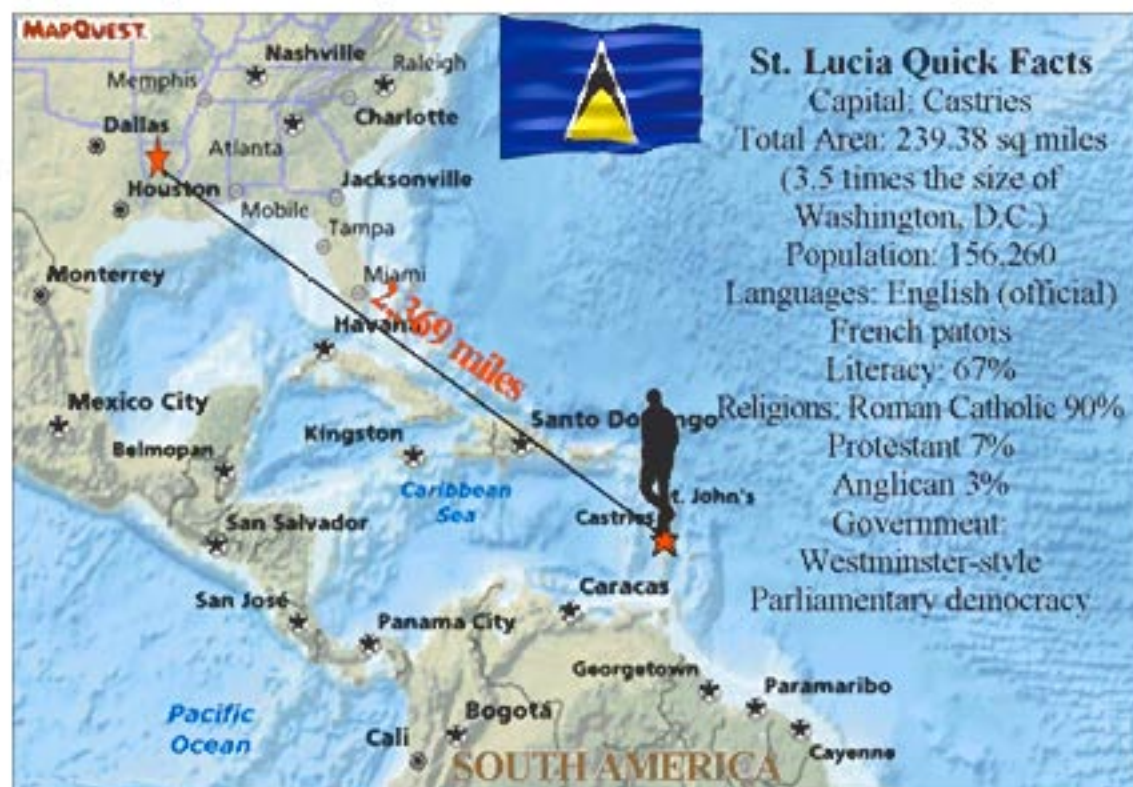 MAPQUEST.
Nashville
Raleigh
Memphis
Charlotte
Dallas
Atlanta
Houston
Jacksonville
Mobile
Tampa
Monterrey
Miami
2,369 miles
Havana
Mexico City
Kingston
Santo Domingo
Belmopan
Caribbean
Sea
t. John's
Castries
San Salvador
Caracas
San José
Panama City
Georgetown
Paramaribo
Pacific
Ocean
Bogotá
Cali
Cayenne
SOUTH AMERICA
St. Lucia Quick Facts
Capital: Castries
Total Area: 239.38 sq miles
(3.5 times the size of
Washington, D.C.)
Population: 156,260
Languages: English (official)
French patois
Literacy: 67%
Religions: Roman Catholic 90%
Protestant 7%
Anglican 3%
Government:
Westminster-style
Parliamentary democracy